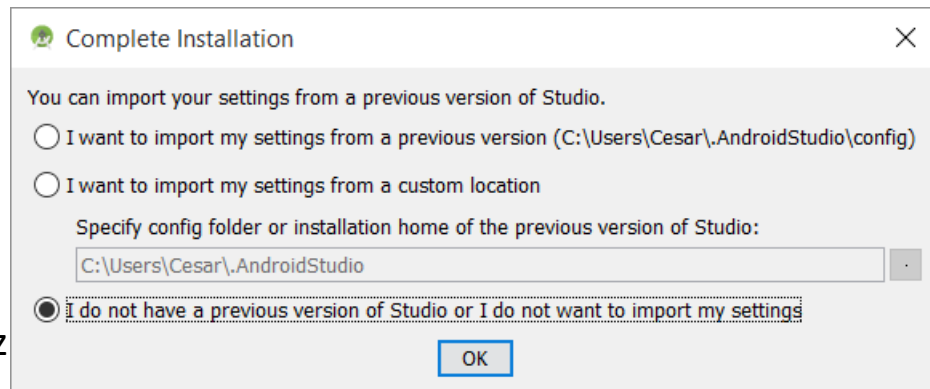 Complete Installation
You can import your settings from a previous version of Studio.
I want to import my settings from a previous version (C:\Users\Cesar\.AndroidStudio\config)
I want to import my settings from a custom location
Specify config folder or installation home of the previous version of Studio:
C:\Users\Cesar\.AndroidStudio
.
I do not have a previous version of Studio or I do not want to import my settings
z
OK